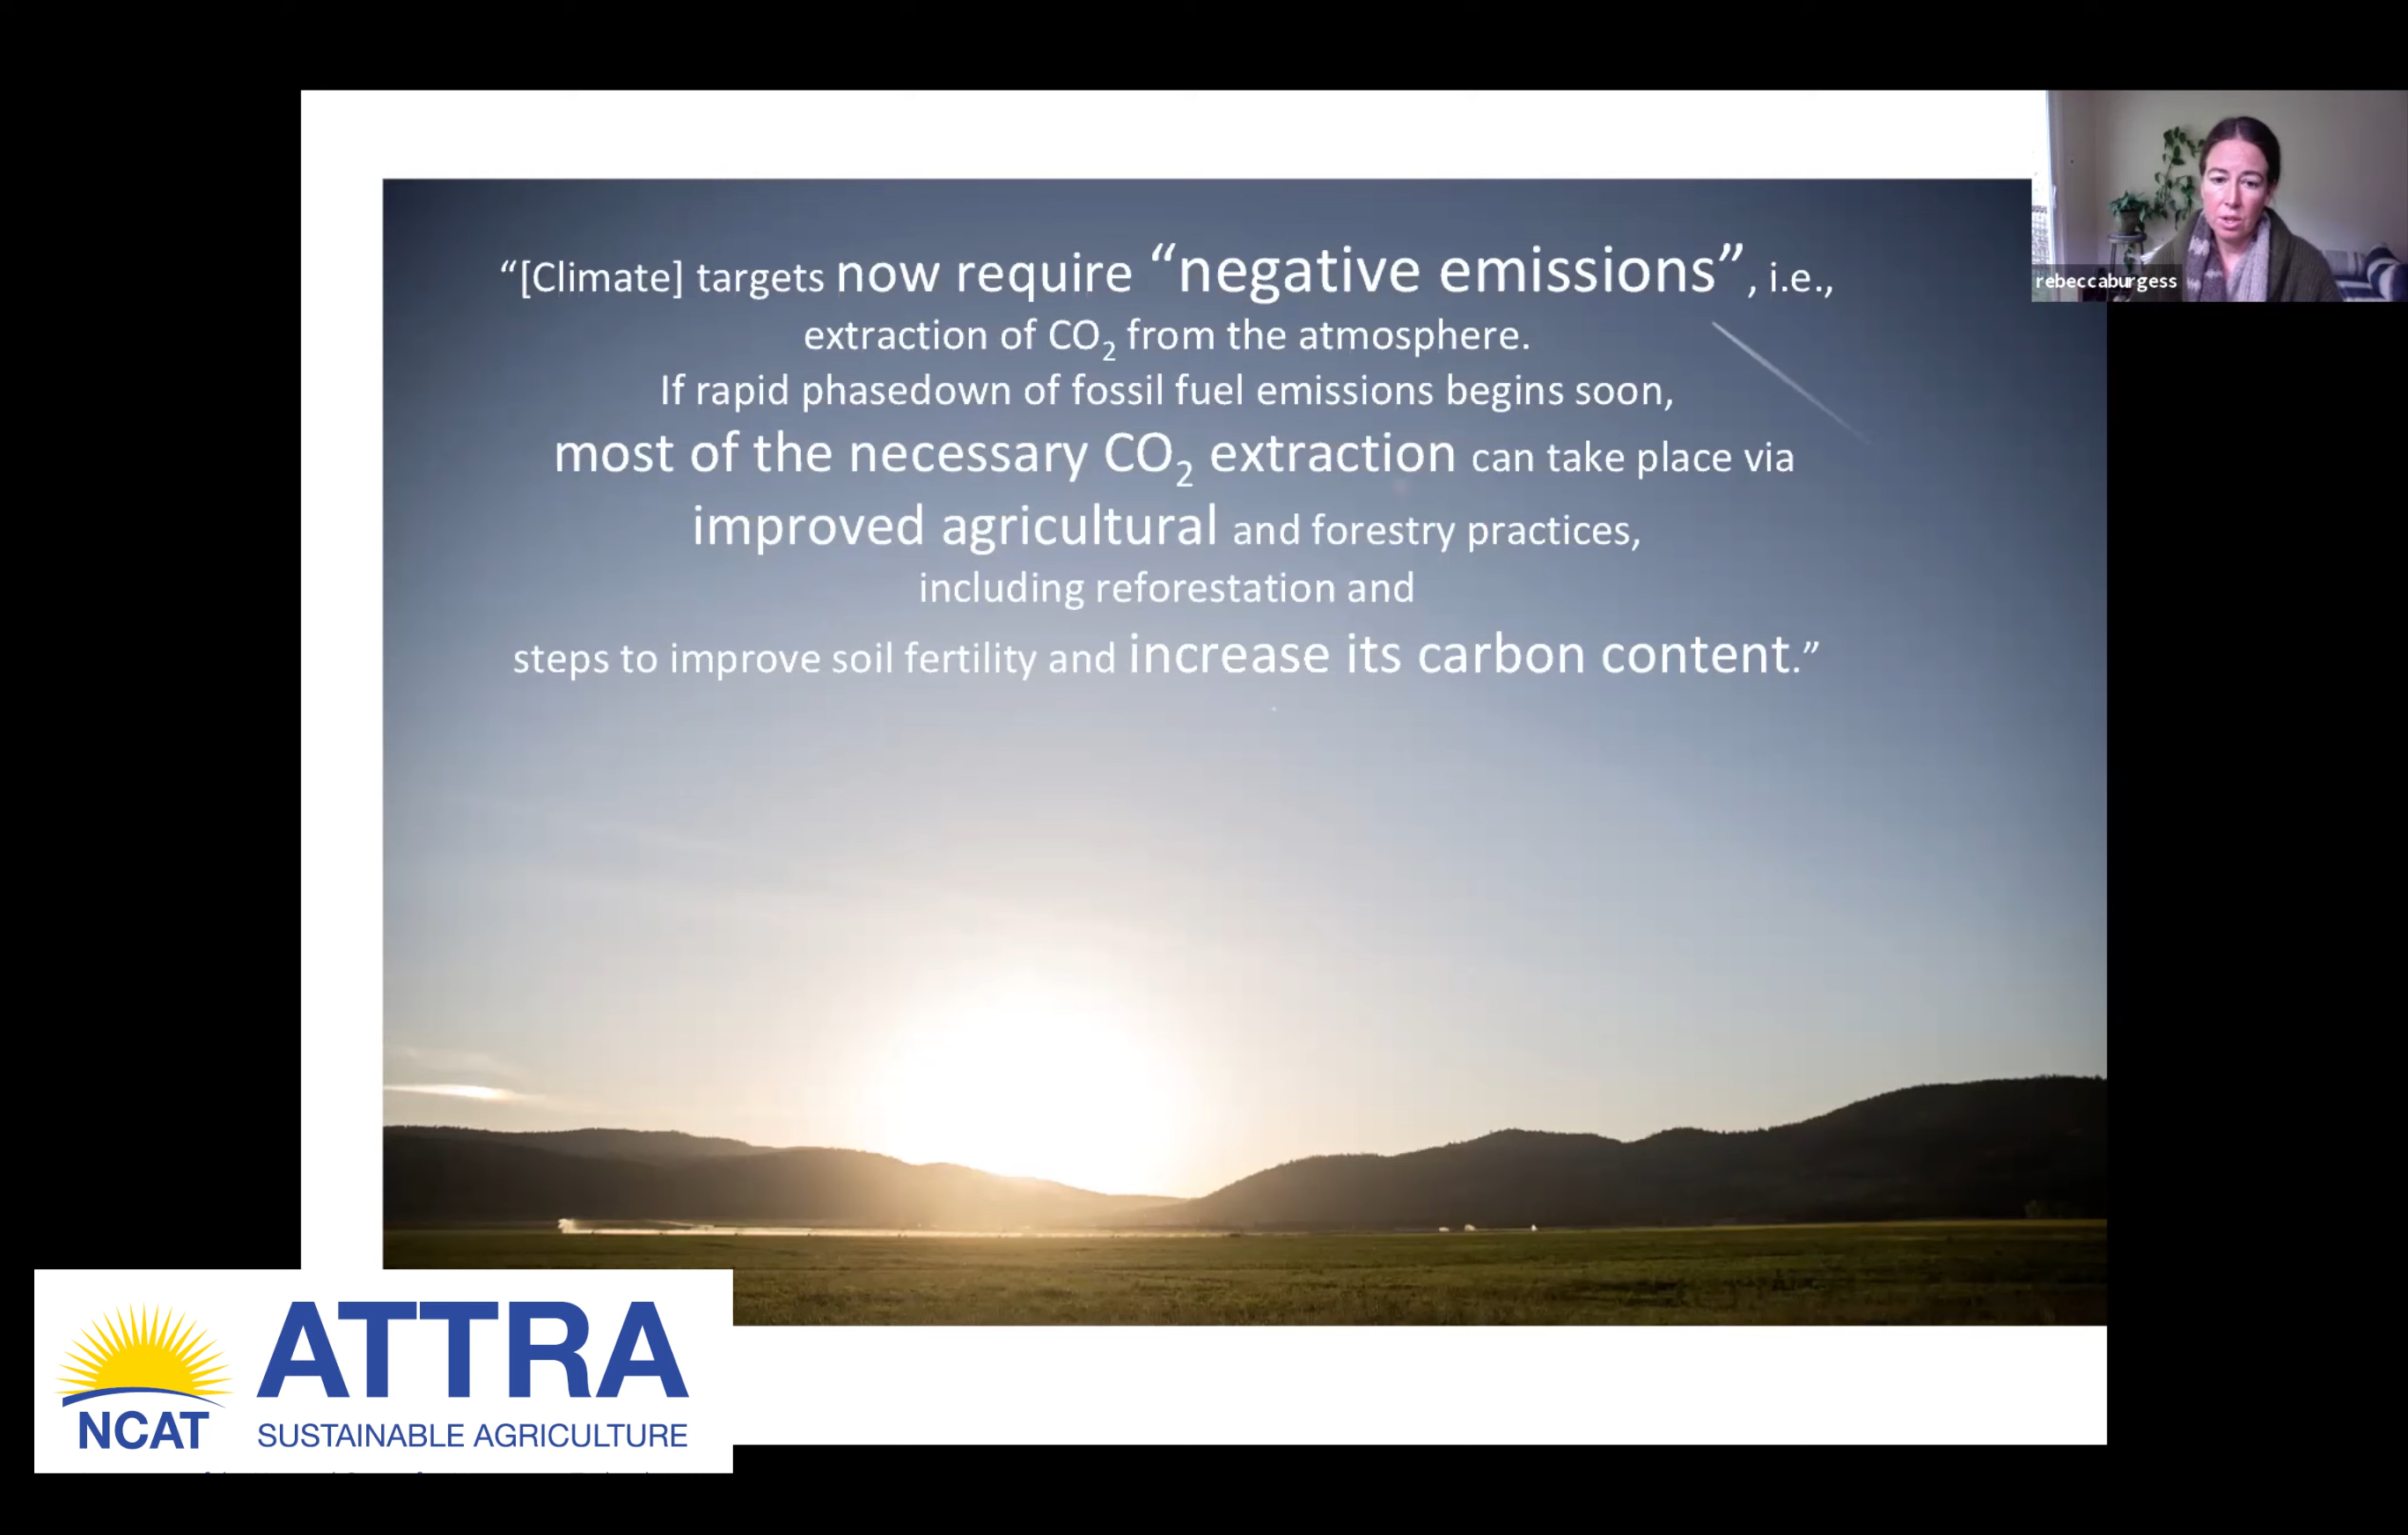 “[Climate] targets now require “negative emissions”, i.e.,
extraction of CO₂ from the atmosphere.
If rapid phasedown of fossil fuel emissions begins soon,
most of the necessary CO₂ extraction can take place via
improved agricultural and forestry practices,
including reforestation and
steps to improve soil fertility and increase its carbon content.”
rebeccaburgess
NCAT
ATTRA
SUSTAINABLE AGRICULTURE